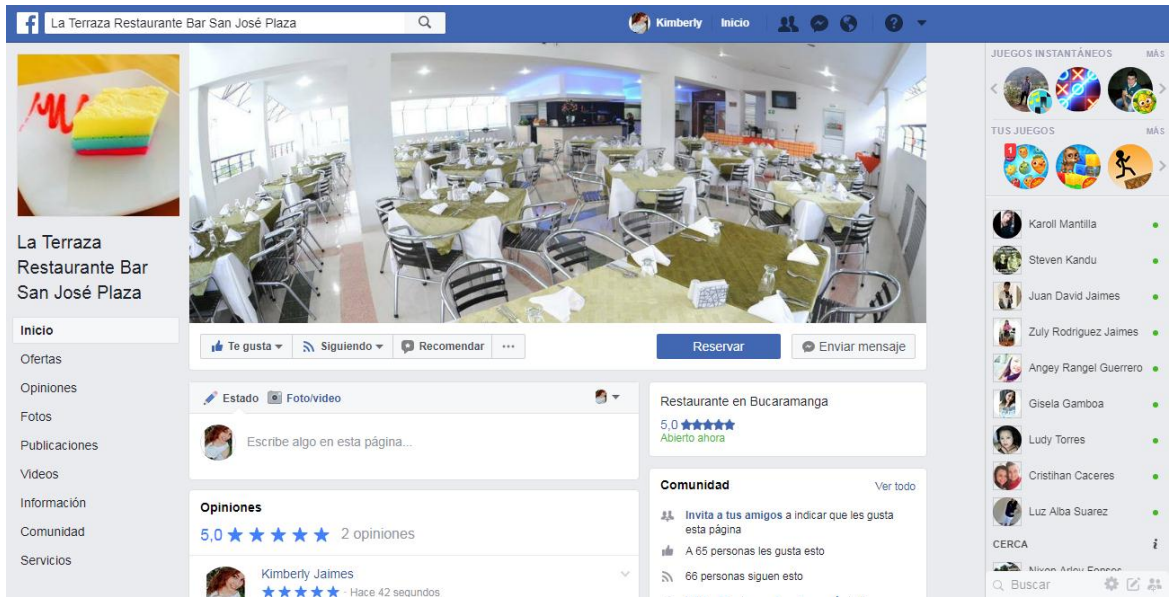 La Terraza Restaurante Bar San José Plaza
Kimberly
Inicio
La Terraza
Restaurante Bar
San José Plaza
Inicio
Ofertas
Opiniones
Fotos
Publicaciones
Videos
Información
Comunidad
Servicios
Te gusta
Siguiendo
Recomendar
Reservar
Enviar mensaje
Estado
Foto/video
Escribe algo en esta página...
Opiniones
5,0 ★ ★ ★ ★ ★ 2 opiniones
Kimberly Jaimes
★★★★★ · Hace 42 segundos
Restaurante en Bucaramanga
5,0 ★★★★★
Abierto ahora
Comunidad
Ver todo
Invita a tus amigos a indicar que les gusta
esta página
A 65 personas les gusta esto
66 personas siguen esto
JUEGOS INSTANTÁNEOS
MÁS
TUS JUEGOS
MÁS
1
Karoll Mantilla
Steven Kandu
Juan David Jaimes
Zuly Rodriguez Jaimes
Angey Rangel Guerrero
Gisela Gamboa
Ludy Torres
Cristihan Caceres
Luz Alba Suarez
CERCA
Buscar